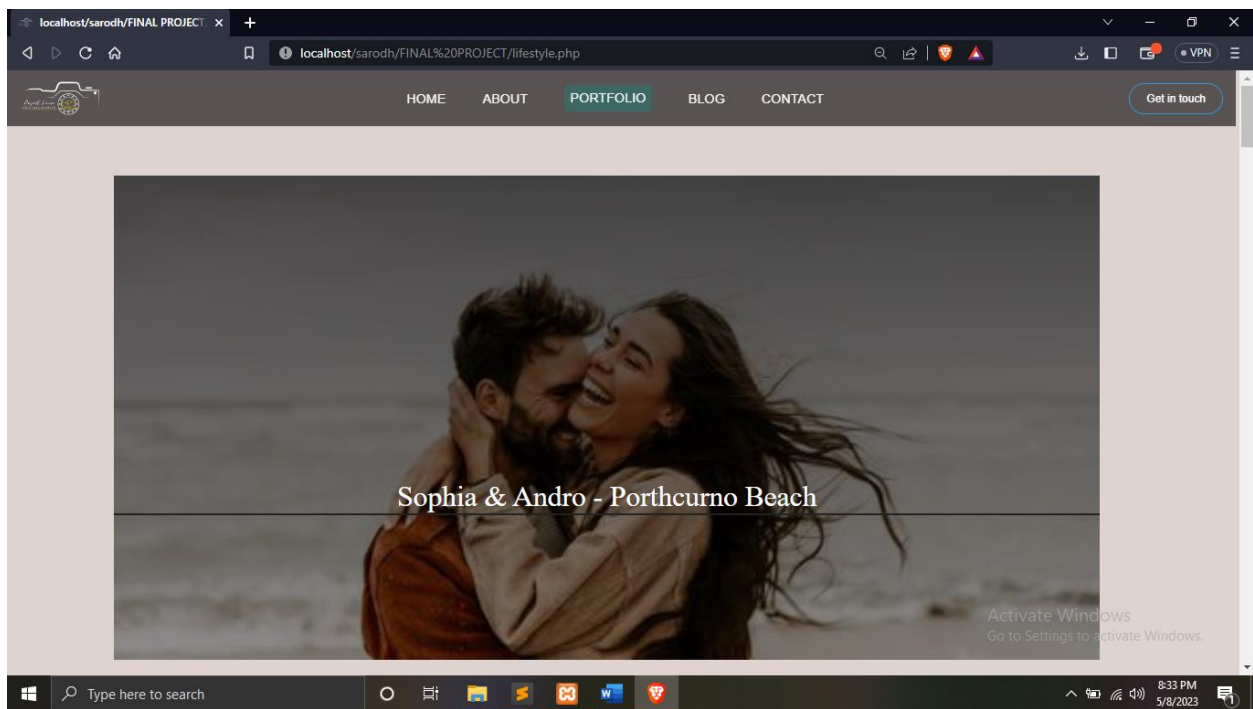 localhost/sarodh/FINAL PROJECT/
localhost/sarodh/FINAL%20PROJECT/lifestyle.php
VPN
HOME ABOUT PORTFOLIO BLOG CONTACT
Get in touch
Sophia & Andro - Porthcurno Beach
Activate Windows
Go to Settings to activate Windows.
Type here to search
8:33 PM
5/8/2023
1